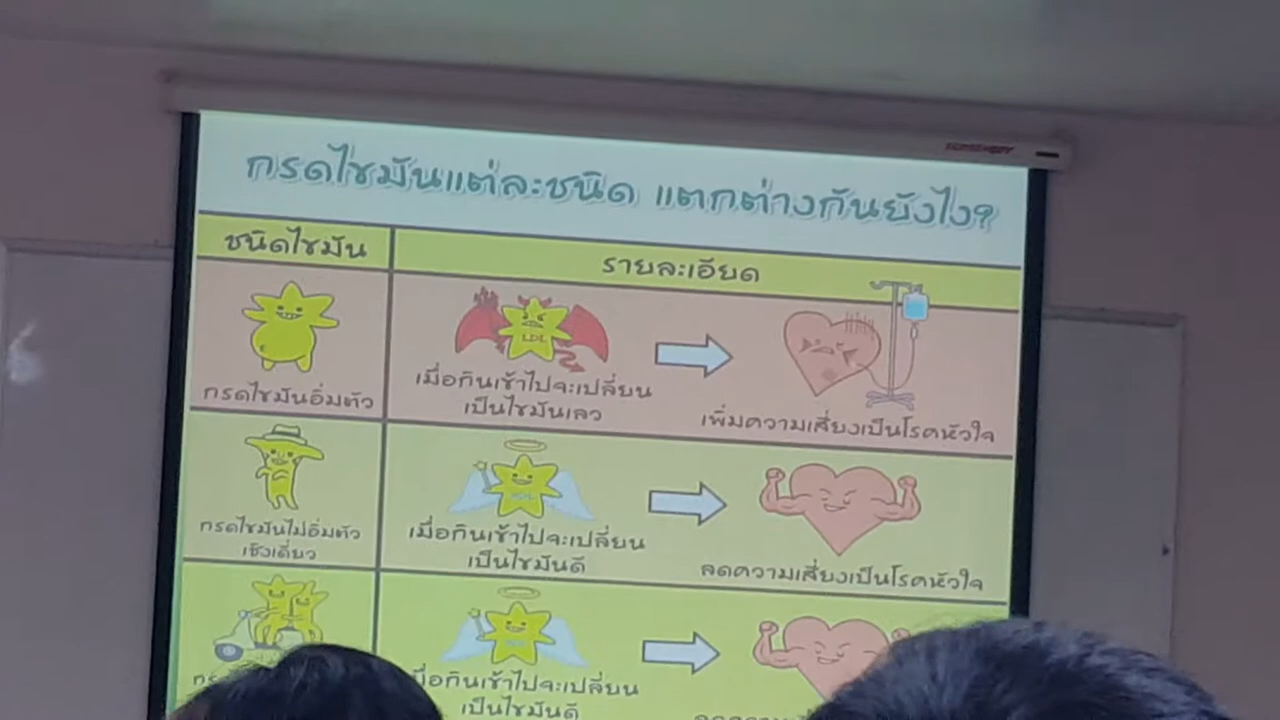 กรดไขมันแต่ละชนิด แตกต่างกันยังไง?
ชนิดไขมัน
รายละเอียด
กรดไขมันอิ่มตัว
LDL
เมื่อกินเข้าไปจะเปลี่ยน
เป็นไขมันเลว
เพิ่มความเสี่ยงเป็นโรคหัวใจ
กรดไขมันไม่อิ่มตัว
เชิงเดี่ยว
เมื่อกินเข้าไปจะเปลี่ยน
เป็นไขมันดี
ลดความเสี่ยงเป็นโรคหัวใจ
เมื่อกินเข้าไปจะเปลี่ยน
เป็นไขมันดี